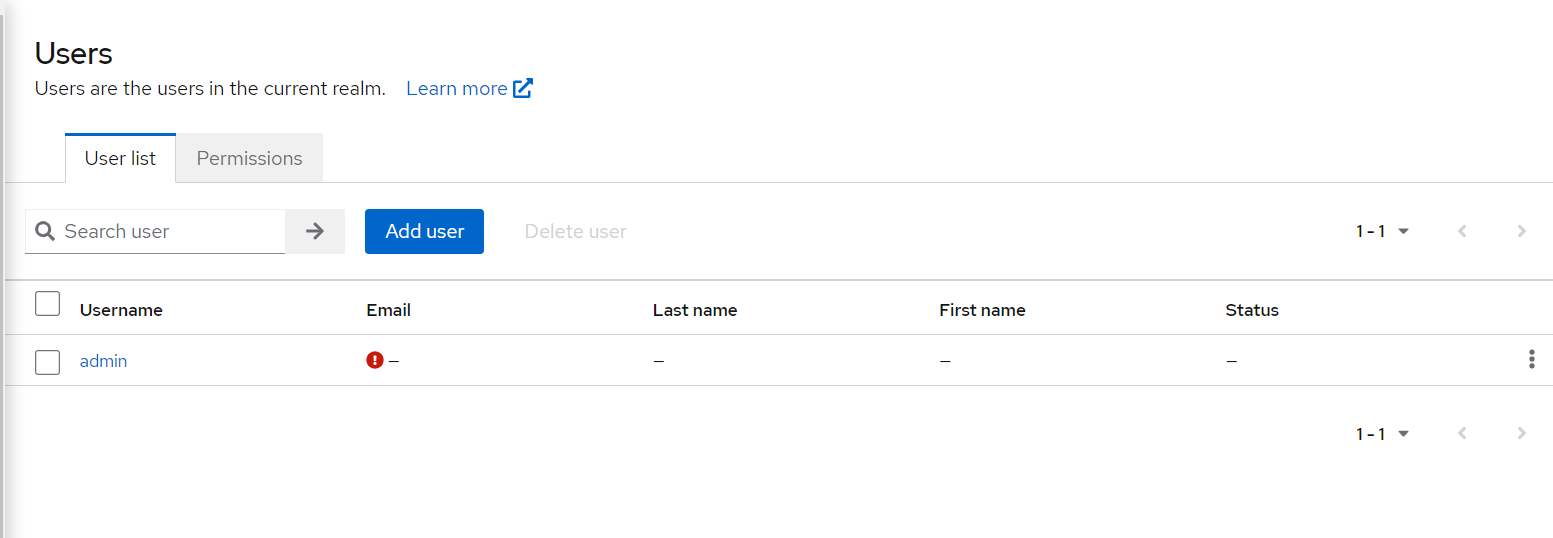 Users
Users are the users in the current realm. Learn more
User list Permissions
Search user Add user Delete user 1 - 1
Username Email Last name First name Status
admin – – – –
1 - 1